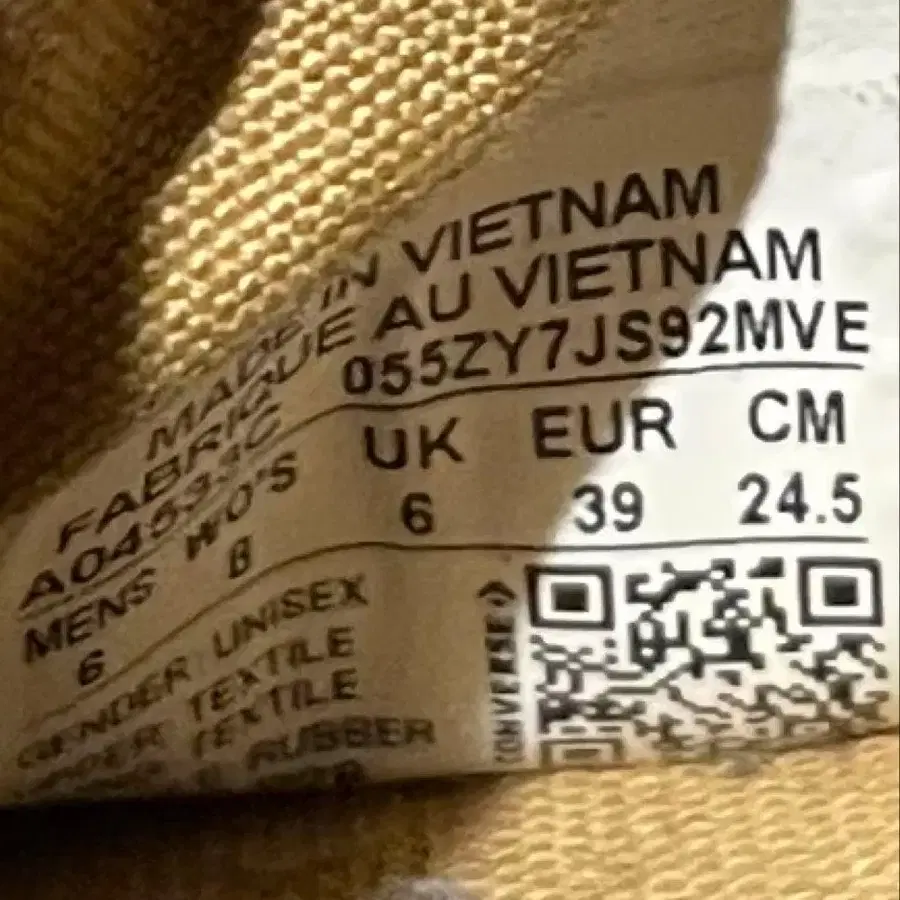 MADE IN VIETNAM
FABRIQUE AU VIETNAM
A04533C 055ZY7JS92MVE
MENS WO'S UK EUR CM
6 8 6 39 24.5
GENDER UNISEX
UPPER TEXTILE
TEXTILE
RUBBER
CONVERSE